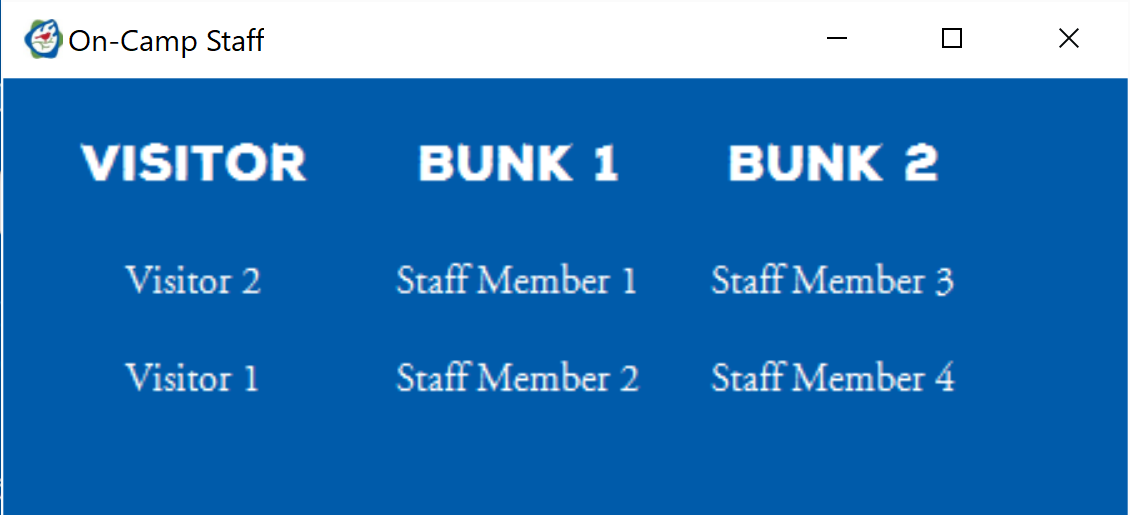 On-Camp Staff
VISITOR BUNK 1 BUNK 2
Visitor 2 Staff Member 1 Staff Member 3
Visitor 1 Staff Member 2 Staff Member 4